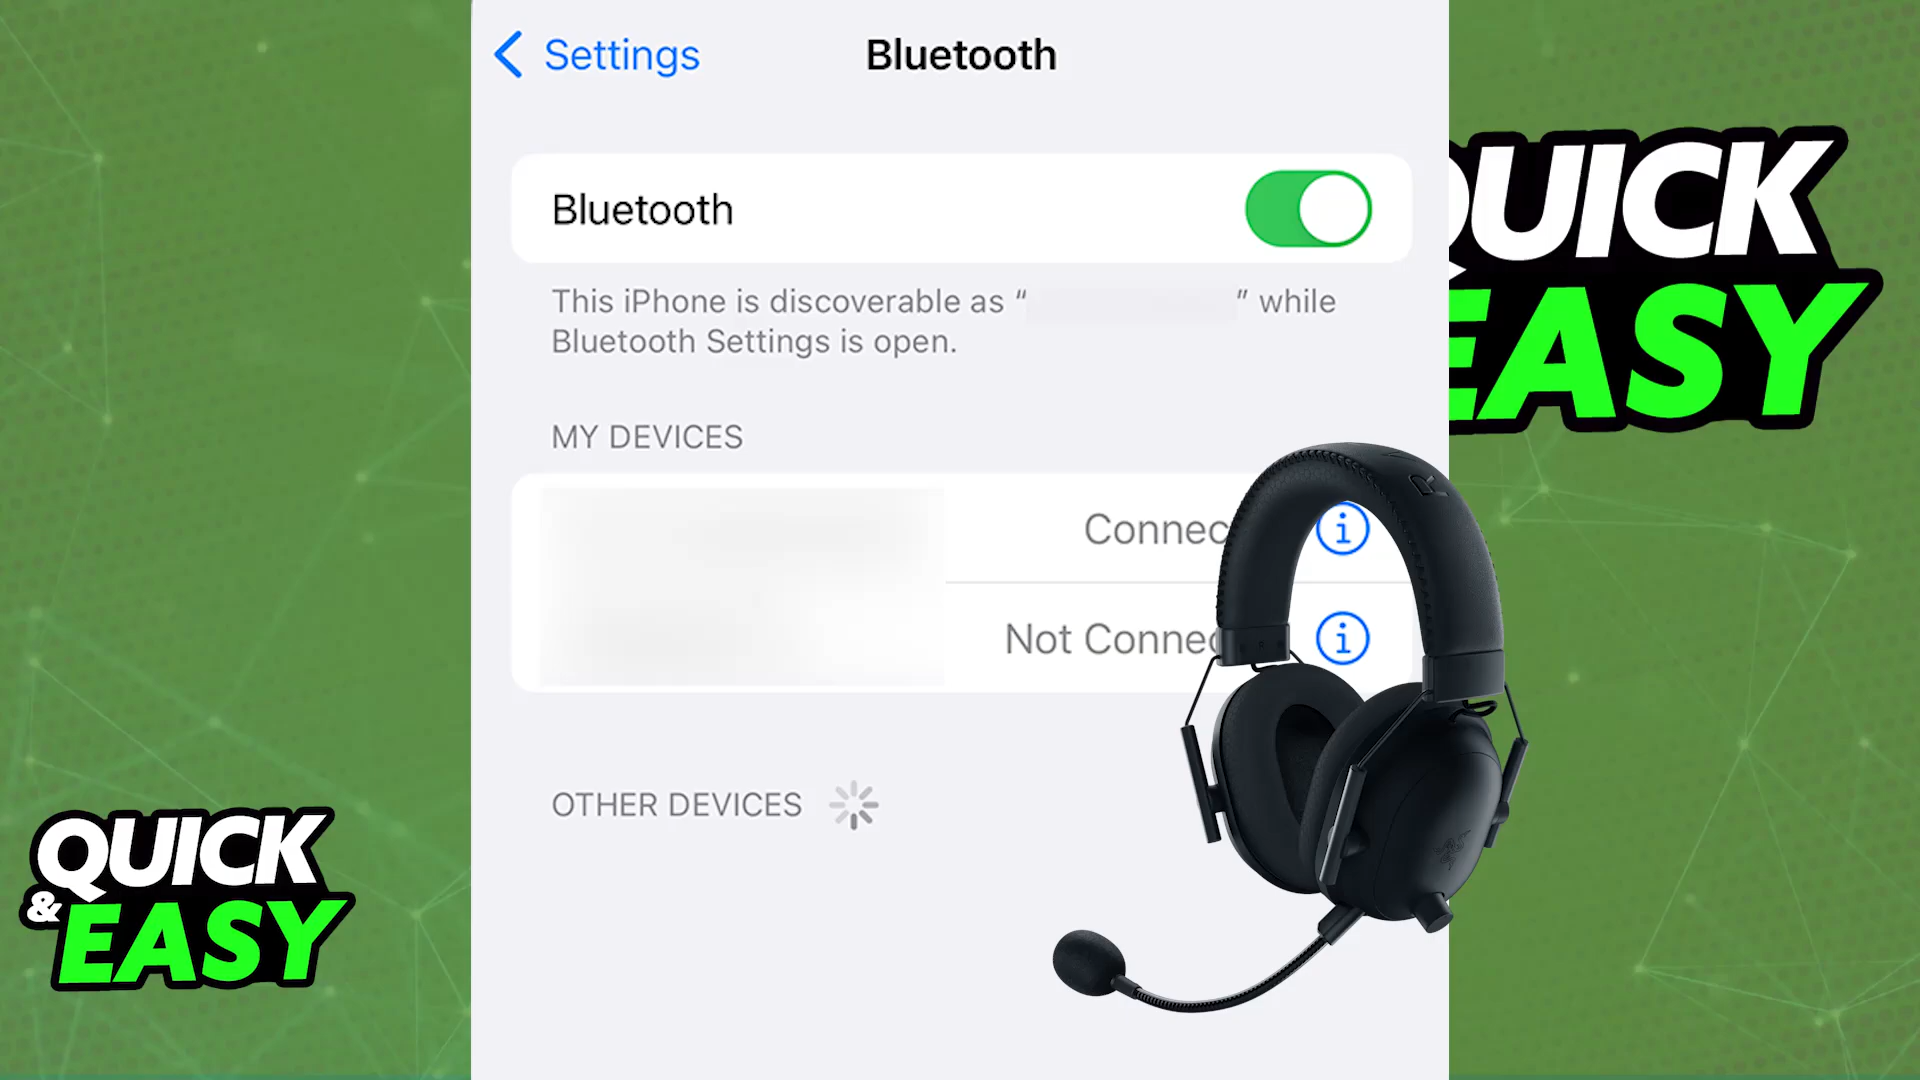 Settings
Bluetooth
Bluetooth
This iPhone is discoverable as “ ” while
Bluetooth Settings is open.
MY DEVICES
Connec
Not Connec
OTHER DEVICES
QUICK
EASY
QUICK
& EASY